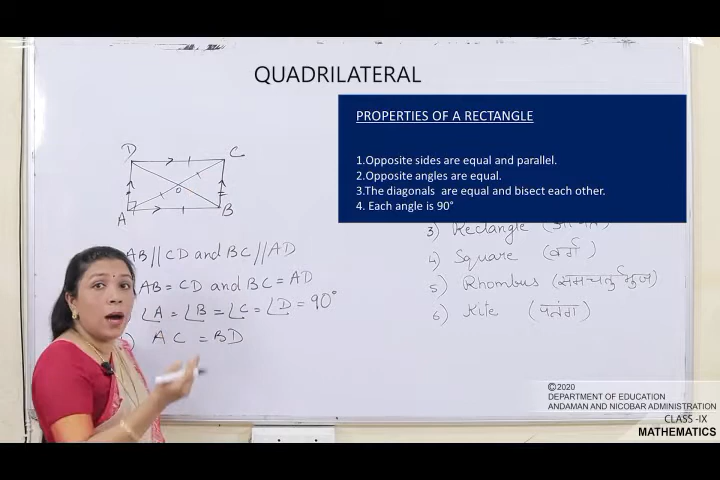 QUADRILATERAL
PROPERTIES OF A RECTANGLE
1.Opposite sides are equal and parallel.
2.Opposite angles are equal.
3.The diagonals are equal and bisect each other.
4. Each angle is 90°
D C
O
A B
AB//CD and BC//AD
AB = CD and BC = AD
∠A = ∠B = ∠C = ∠D = 90°
AC = BD
3) Rectangle
4) Square (वर्ग)
5) Rhombus (समचतुर्भुज)
6) Kite (पतंग)
©2020
DEPARTMENT OF EDUCATION
ANDAMAN AND NICOBAR ADMINISTRATION
CLASS -IX
MATHEMATICS